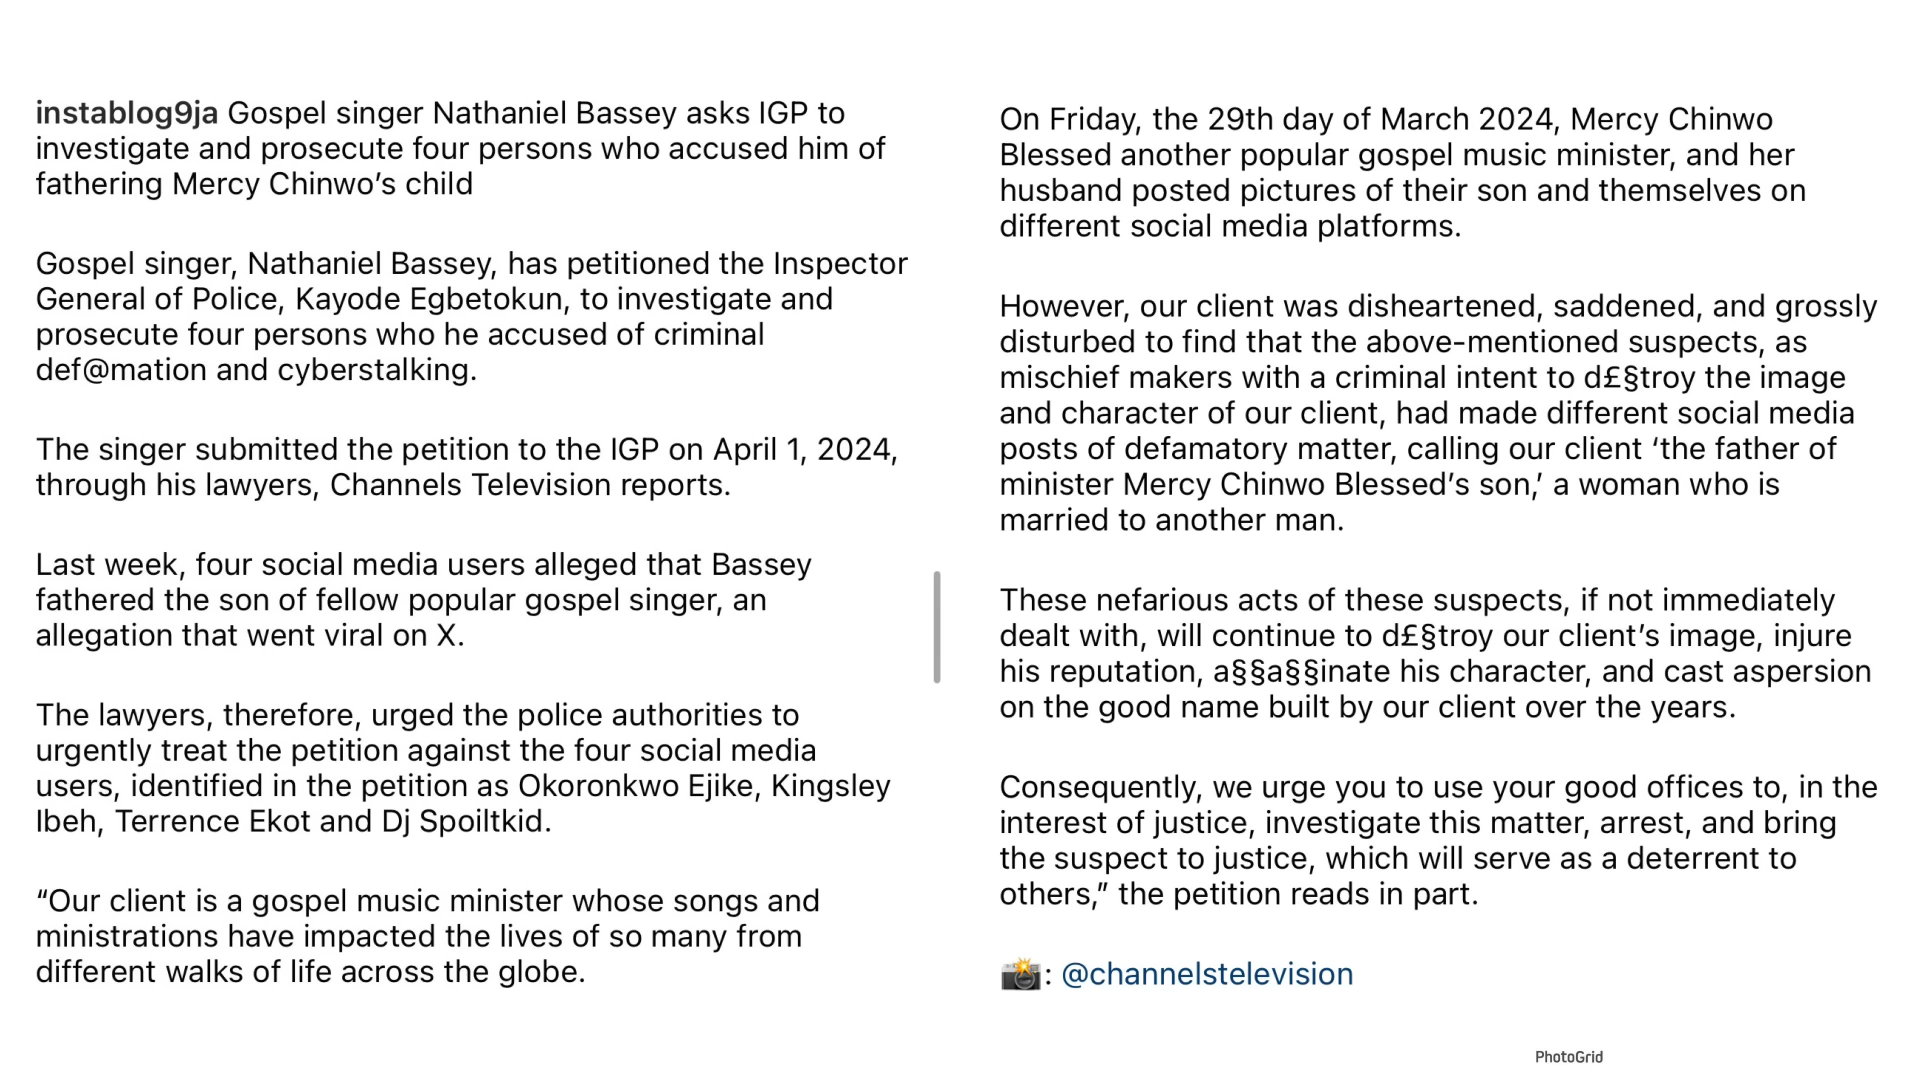 instablog9ja Gospel singer Nathaniel Bassey asks IGP to
investigate and prosecute four persons who accused him of
fathering Mercy Chinwo’s child
Gospel singer, Nathaniel Bassey, has petitioned the Inspector
General of Police, Kayode Egbetokun, to investigate and
prosecute four persons who he accused of criminal
def@mation and cyberstalking.
The singer submitted the petition to the IGP on April 1, 2024,
through his lawyers, Channels Television reports.
Last week, four social media users alleged that Bassey
fathered the son of fellow popular gospel singer, an
allegation that went viral on X.
The lawyers, therefore, urged the police authorities to
urgently treat the petition against the four social media
users, identified in the petition as Okoronkwo Ejike, Kingsley
Ibeh, Terrence Ekot and Dj Spoiltkid.
“Our client is a gospel music minister whose songs and
ministrations have impacted the lives of so many from
different walks of life across the globe.
On Friday, the 29th day of March 2024, Mercy Chinwo
Blessed another popular gospel music minister, and her
husband posted pictures of their son and themselves on
different social media platforms.
However, our client was disheartened, saddened, and grossly
disturbed to find that the above-mentioned suspects, as
mischief makers with a criminal intent to d£§troy the image
and character of our client, had made different social media
posts of defamatory matter, calling our client ‘the father of
minister Mercy Chinwo Blessed’s son,’ a woman who is
married to another man.
These nefarious acts of these suspects, if not immediately
dealt with, will continue to d£§troy our client’s image, injure
his reputation, a§§a§§inate his character, and cast aspersion
on the good name built by our client over the years.
Consequently, we urge you to use your good offices to, in the
interest of justice, investigate this matter, arrest, and bring
the suspect to justice, which will serve as a deterrent to
others,” the petition reads in part.
📸: @channelstelevision
PhotoGrid